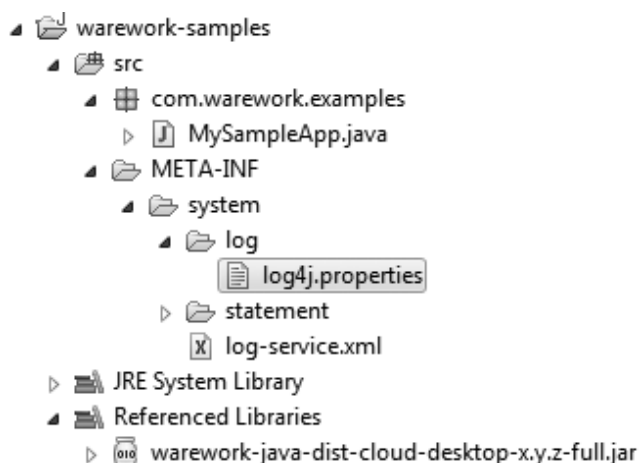 warework-samples
src
com.warework.examples
MySampleApp.java
META-INF
system
log
log4j.properties
statement
log-service.xml
JRE System Library
Referenced Libraries
warework-java-dist-cloud-desktop-x.y.z-full.jar